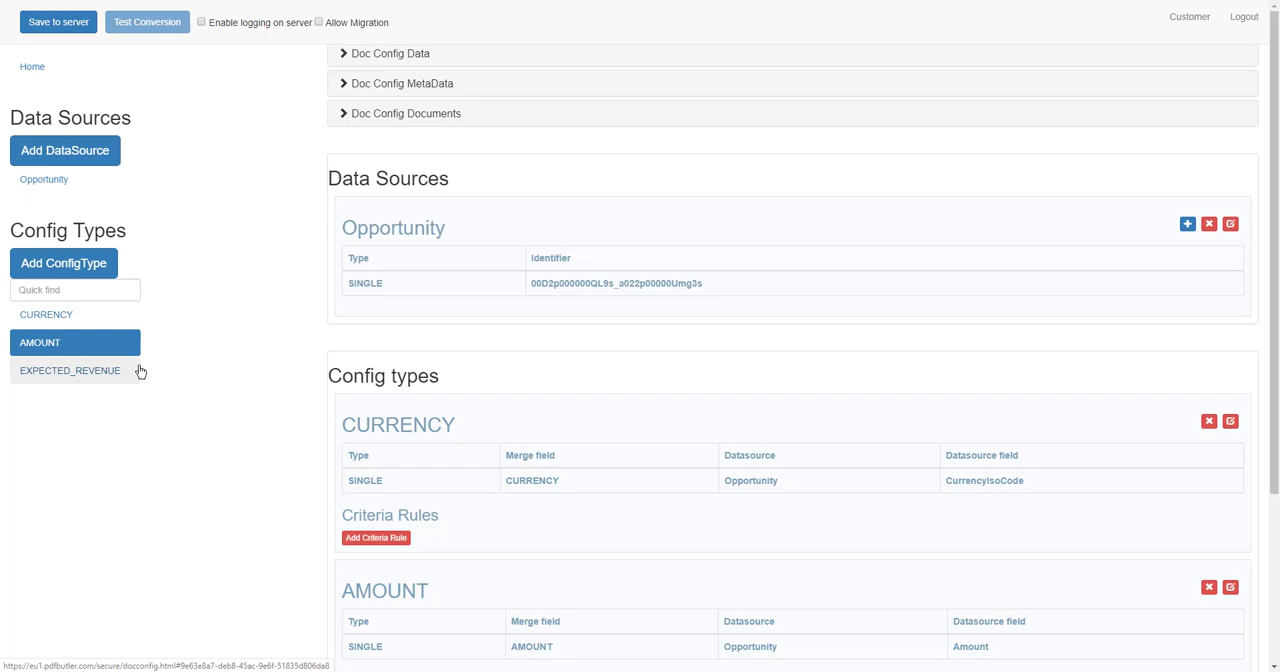 Save to server Test Conversion Enable logging on server Allow Migration Customer Logout
Home
Data Sources
Add DataSource
Opportunity
Config Types
Add ConfigType
Quick find
CURRENCY
AMOUNT
EXPECTED_REVENUE
Doc Config Data
Doc Config MetaData
Doc Config Documents
Data Sources
Opportunity
Type Identifier
SINGLE 00D2p000000QL9s_a022p00000Umg3s
Config types
CURRENCY
Type Merge field Datasource Datasource field
SINGLE CURRENCY Opportunity CurrencyIsoCode
Criteria Rules
Add Criteria Rule
AMOUNT
Type Merge field Datasource Datasource field
SINGLE AMOUNT Opportunity Amount
https://eu1.pdfbutler.com/secure/docconfig.html#9e63e8a7-deb8-45ac-9e6f-51835d806da8